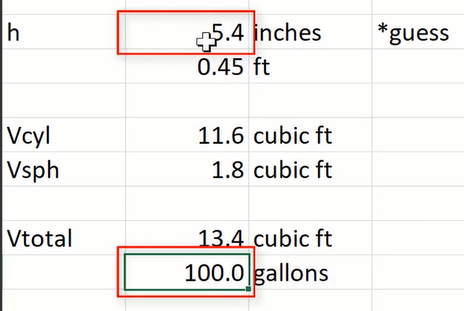 h 5.4 inches *guess
0.45 ft
Vcyl 11.6 cubic ft
Vsph 1.8 cubic ft
Vtotal 13.4 cubic ft
100.0 gallons